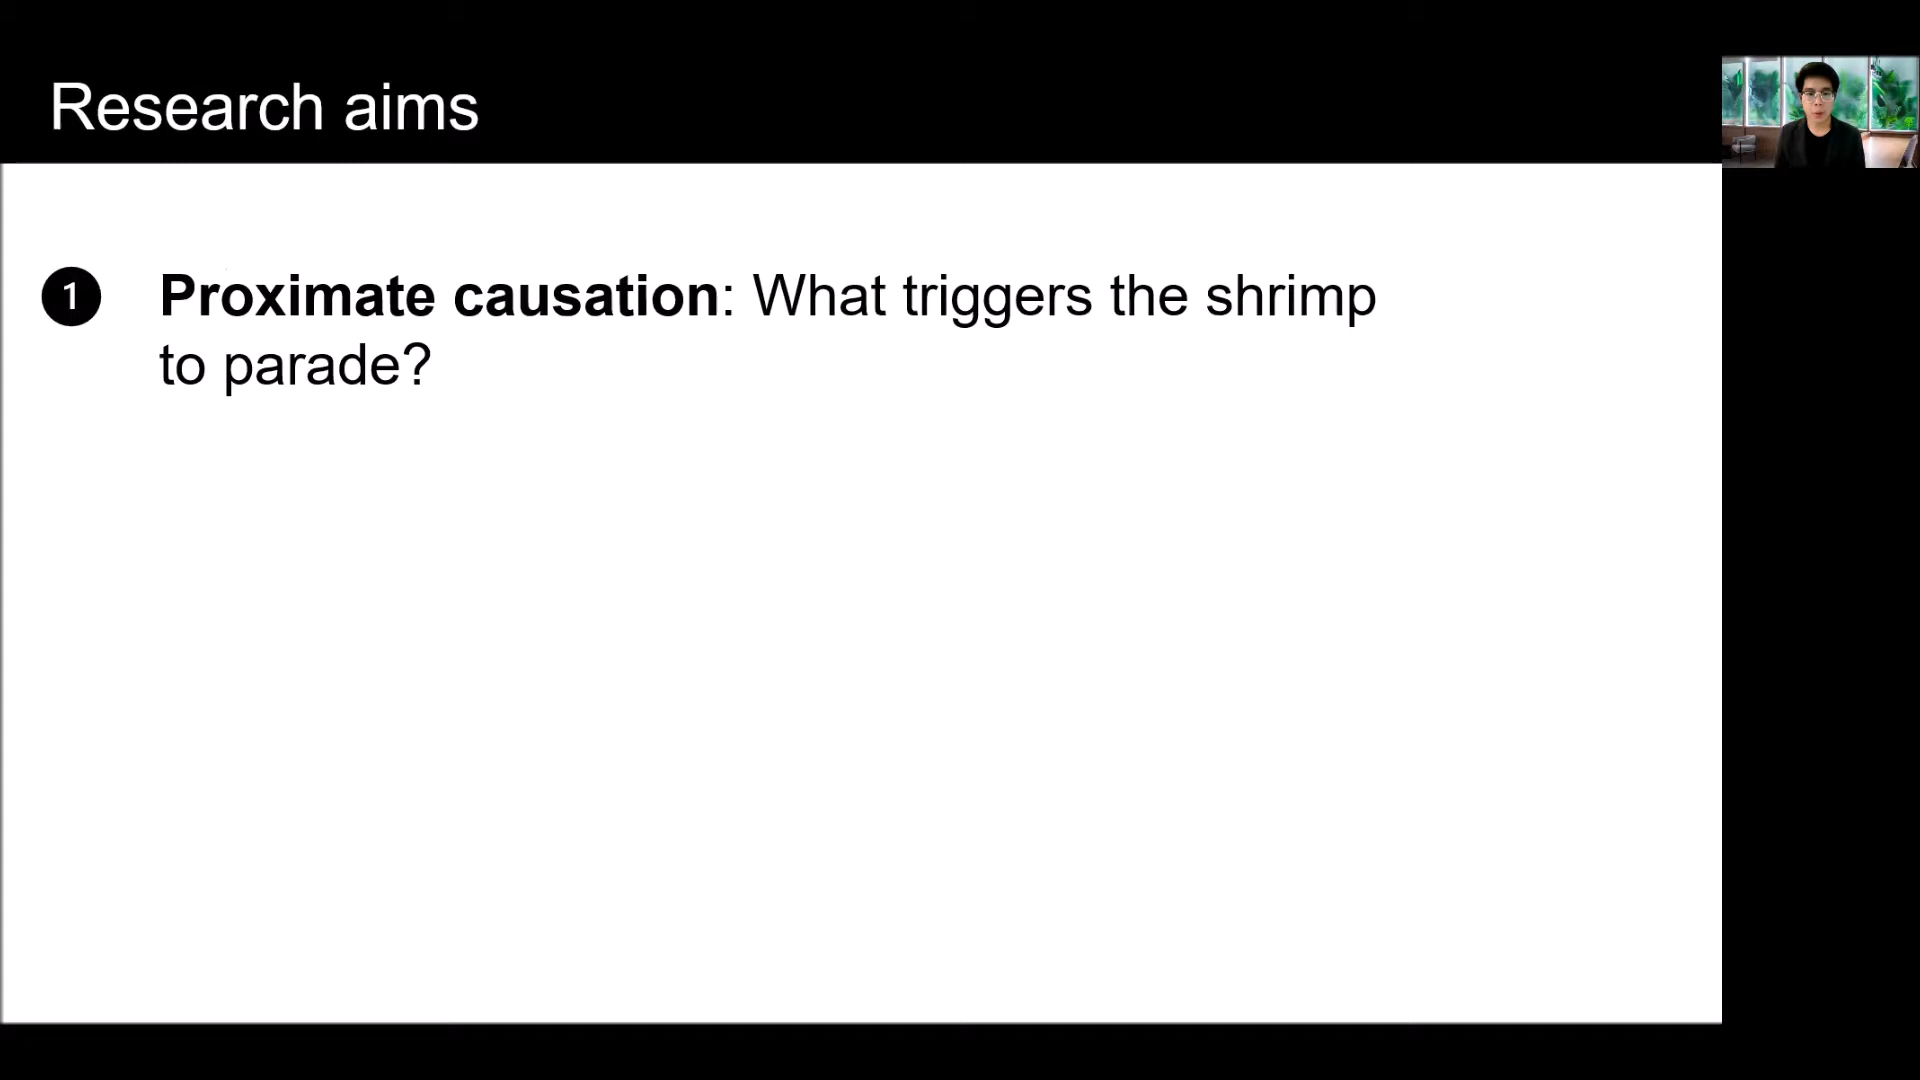 Research aims
1 Proximate causation: What triggers the shrimp
to parade?